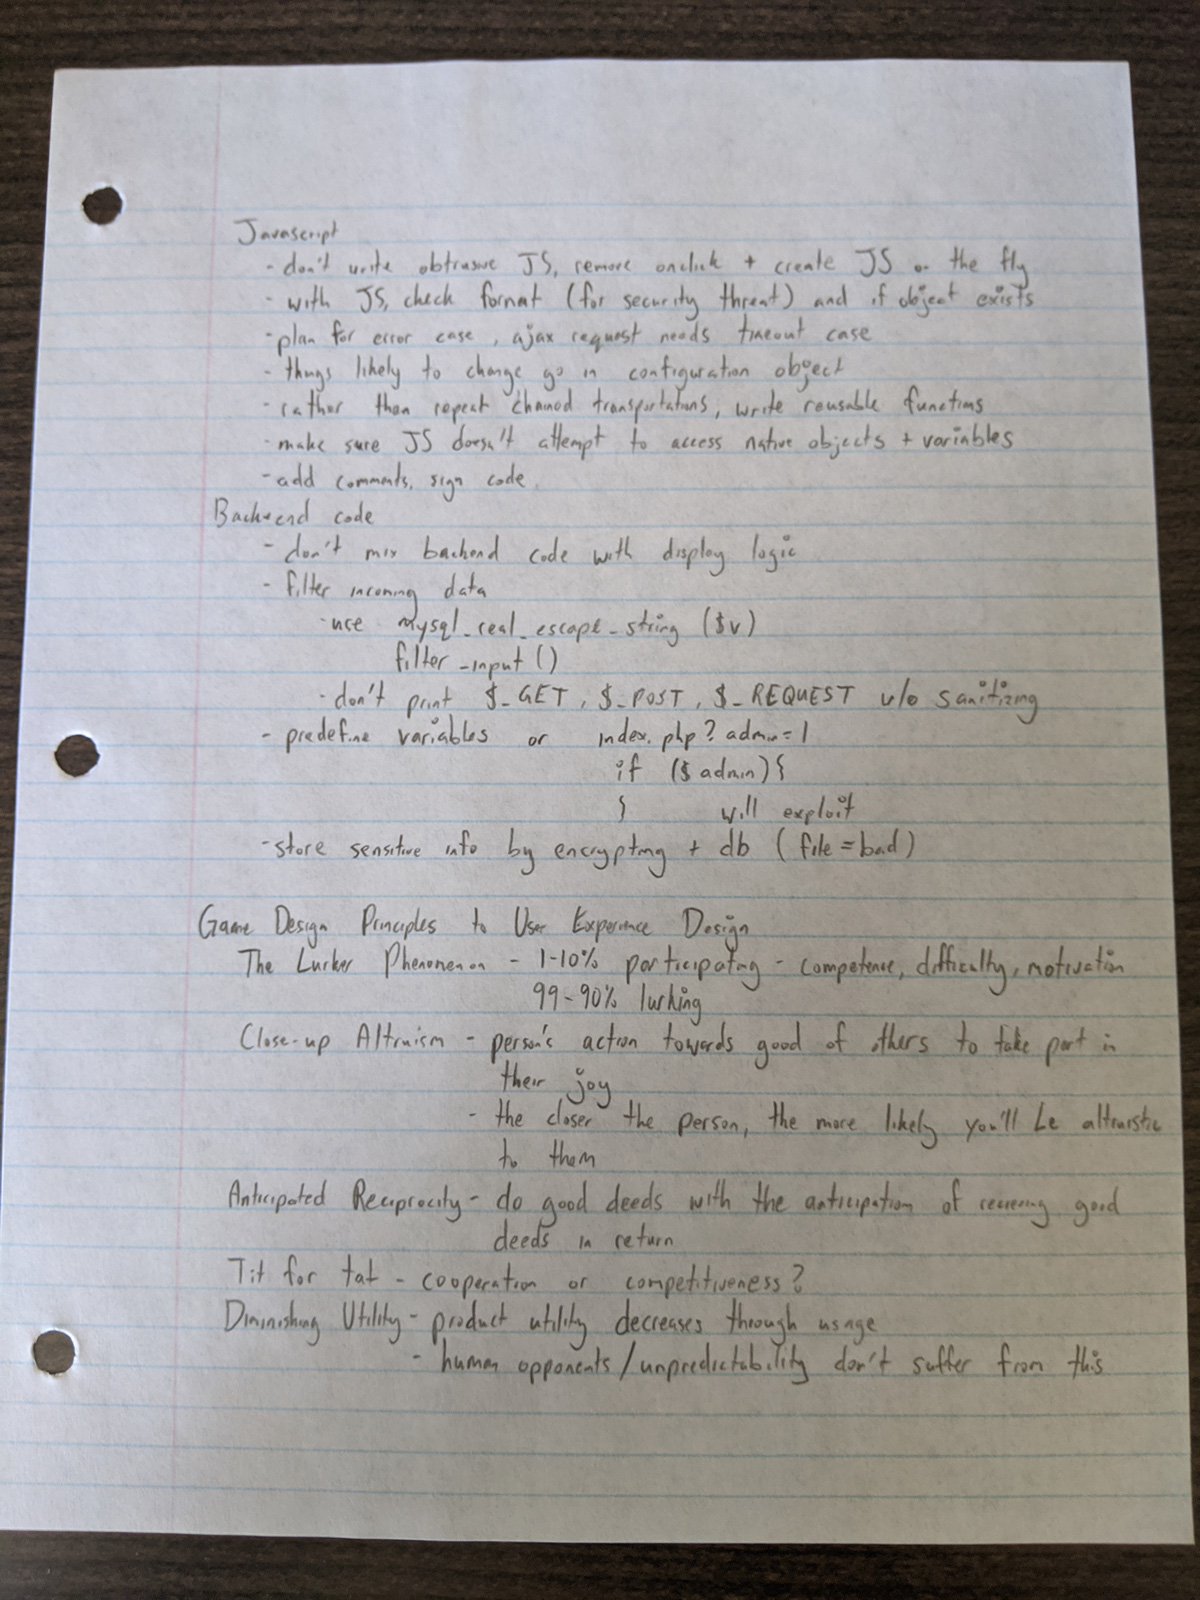 Javascript
- don't write obtrusive JS, remove onclick + create JS on the fly
- with JS, check format (for security threat) and if object exists
- plan for error case, ajax request needs timeout case
- things likely to change go in configuration object
- rather than repeat chained transportations, write reusable functions
- make sure JS doesn't attempt to access native objects + variables
- add comments, sign code.
Backend code
- don't mix backend code with display logic
- filter incoming data
- use mysql_real_escape_string ($v)
filter_input ()
- don't print $_GET, $_POST, $_REQUEST w/o sanitizing
- predefine variables or index.php?admin=1
if ($admin){
} will exploit
- store sensitive info by encrypting + db (file = bad)
Game Design Principles to User Experience Design
The Lurker Phenomenon - 1-10% participating - competence, difficulty, motivation
99-90% lurking
Close-up Altruism - person's action towards good of others to take part in
their joy
- the closer the person, the more likely you'll be altruistic
to them
Anticipated Reciprocity - do good deeds with the anticipation of receiving good
deeds in return
Tit for tat - cooperation or competitiveness?
Diminishing Utility - product utility decreases through usage
- human opponents/unpredictability don't suffer from this